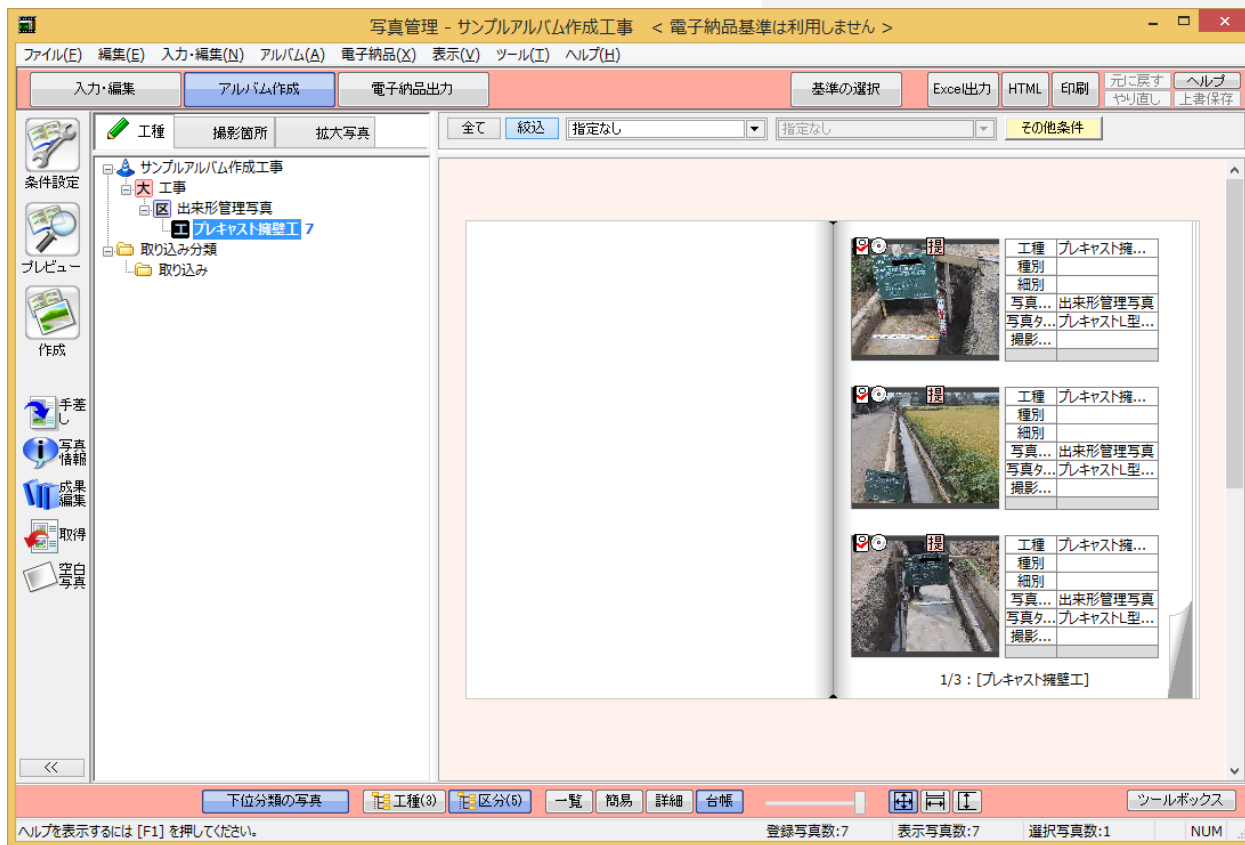 写真管理 - サンプルアルバム作成工事 < 電子納品基準は利用しません >
ファイル(F) 編集(E) 入力・編集(N) アルバム(A) 電子納品(X) 表示(V) ツール(T) ヘルプ(H)
入力・編集 アルバム作成 電子納品出力 基準の選択 Excel出力 HTML 印刷 元に戻す ヘルプ
やり直し 上書保存
工種 撮影箇所 拡大写真 全て 絞込 指定なし 指定なし その他条件
条件設定
プレビュー
作成
手差し
写真情報
成果編集
取得
空白写真
<<
サンプルアルバム作成工事
大 工事
区 出来形管理写真
工 プレキャスト擁壁工 7
取り込み分類
取り込み
提
工種 プレキャスト擁...
種別
細別
写真... 出来形管理写真
写真タ... プレキャストL型...
撮影...
提
工種 プレキャスト擁...
種別
細別
写真... 出来形管理写真
写真タ... プレキャストL型...
撮影...
提
工種 プレキャスト擁...
種別
細別
写真... 出来形管理写真
写真タ... プレキャストL型...
撮影...
1/3 : [プレキャスト擁壁工]
下位分類の写真 工種(3) 区分(5) 一覧 簡易 詳細 台帳 ツールボックス
ヘルプを表示するには [F1] を押してください。 登録写真数:7 表示写真数:7 選択写真数:1 NUM